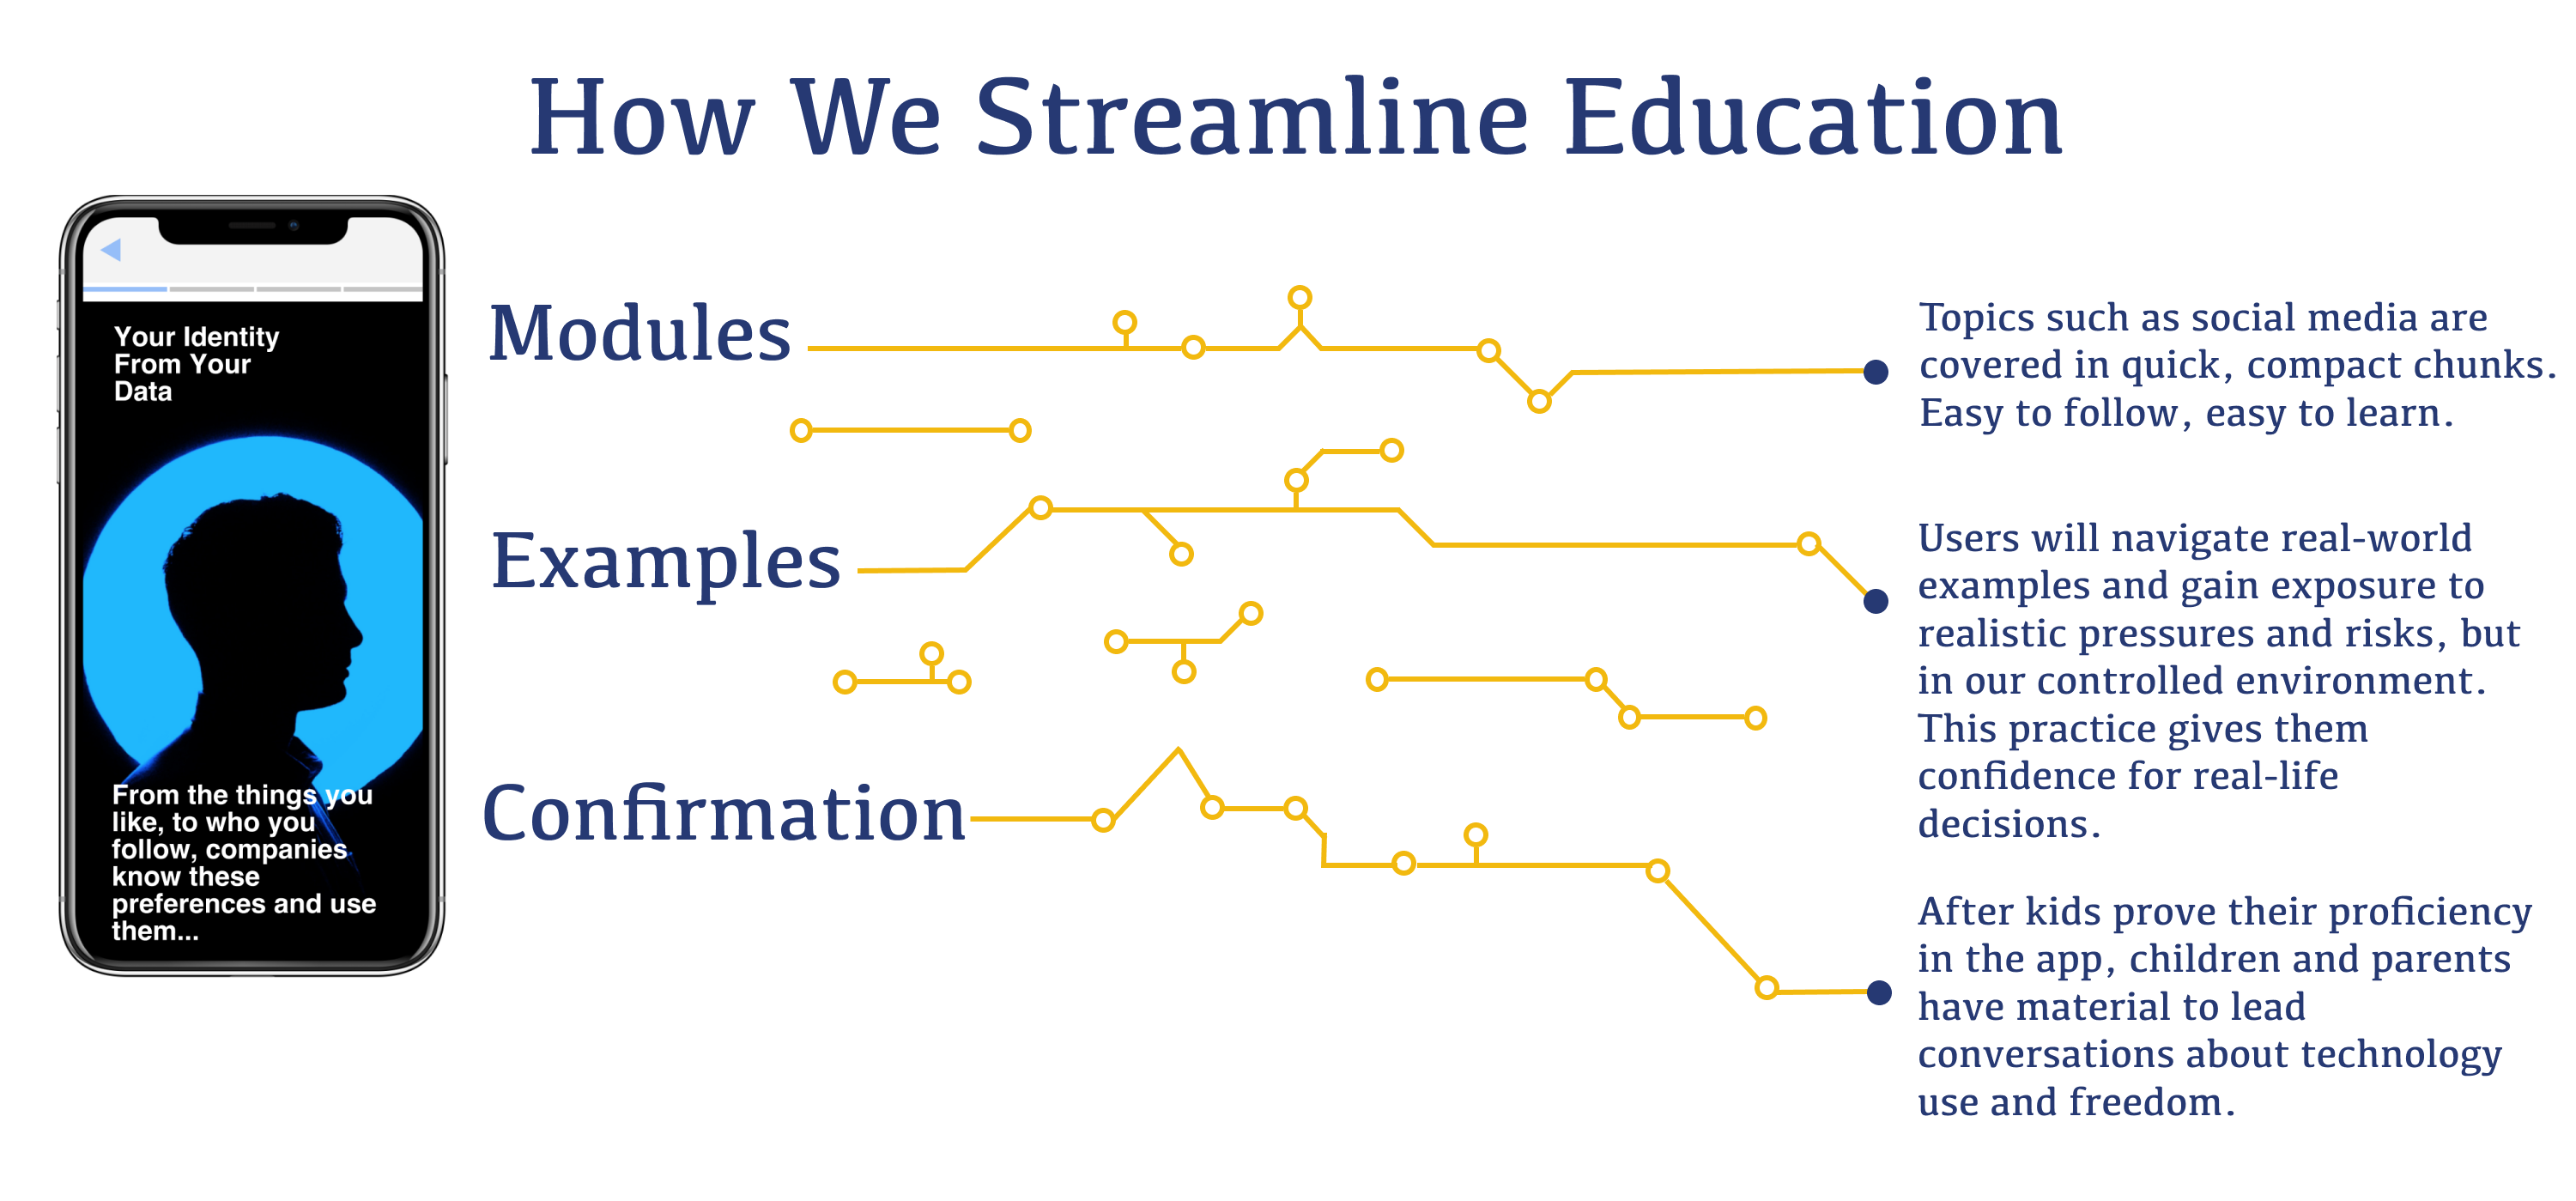 How We Streamline Education
Your Identity
From Your
Data
From the things you
like, to who you
follow, companies
know these
preferences and use
them...
Modules
Topics such as social media are
covered in quick, compact chunks.
Easy to follow, easy to learn.
Examples
Users will navigate real-world
examples and gain exposure to
realistic pressures and risks, but
in our controlled environment.
This practice gives them
confidence for real-life
decisions.
Confirmation
After kids prove their proficiency
in the app, children and parents
have material to lead
conversations about technology
use and freedom.